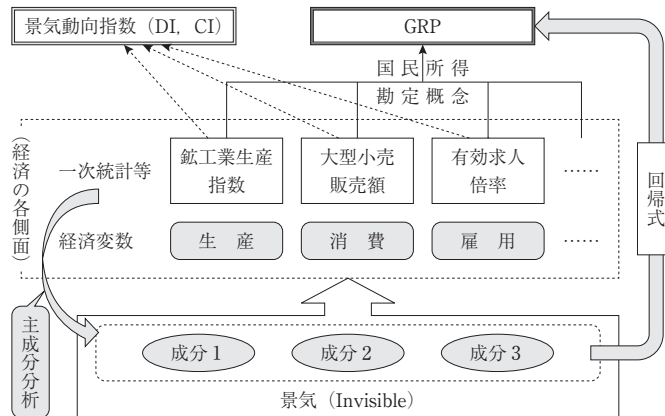 景気動向指数（DI, CI）
GRP
国民所得
勘定概念
（経済の各側面）
一次統計等
鉱工業生産
指数
大型小売
販売額
有効求人
倍率
……
経済変数
生　産
消　費
雇　用
……
回帰式
主成分分析
成分1
成分2
成分3
景気（Invisible）